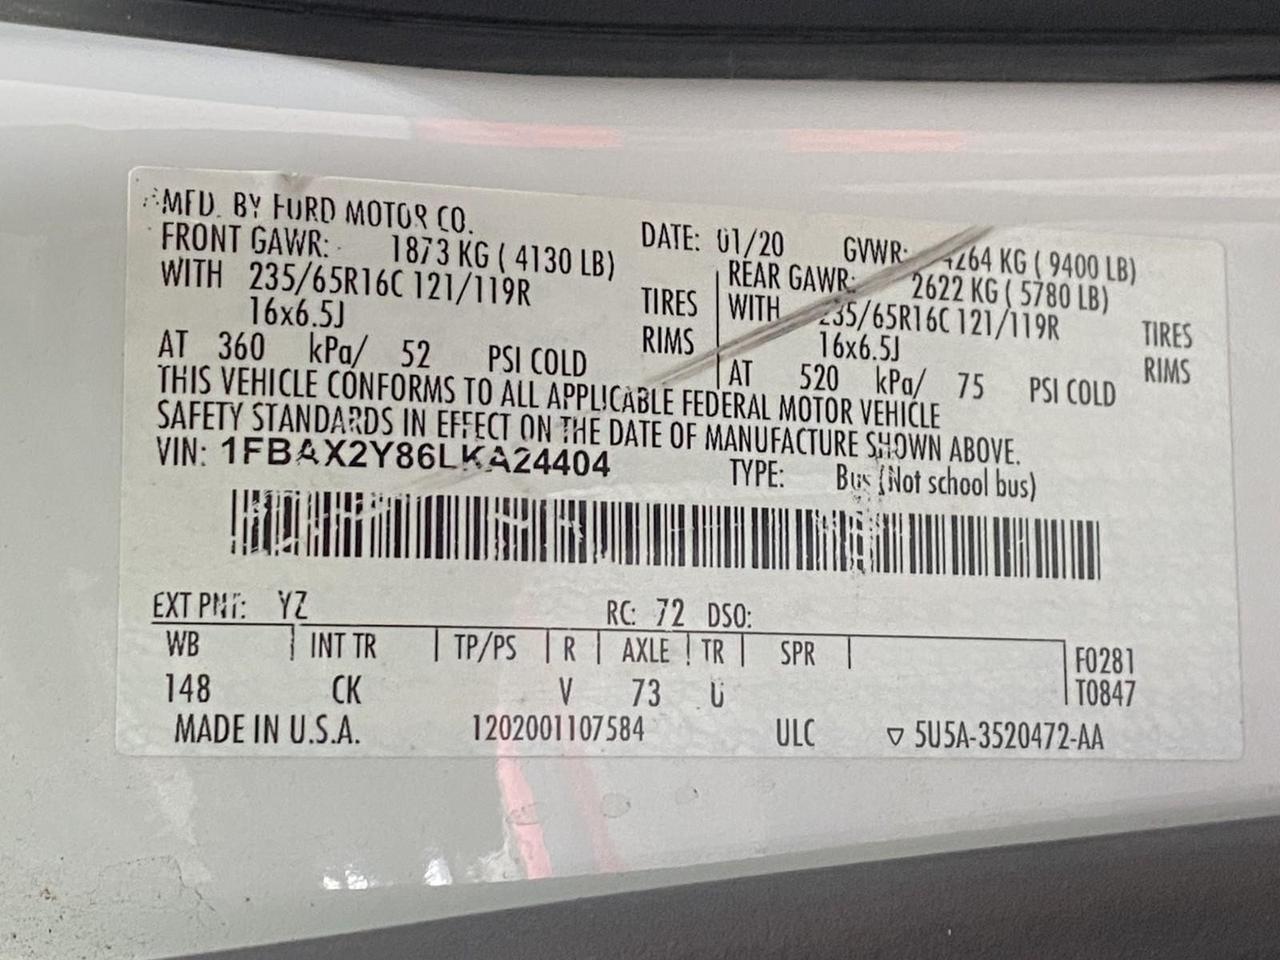 MFD. BY FORD MOTOR CO.
DATE: 01/20 GVWR: 4264 KG ( 9400 LB)
FRONT GAWR: 1873 KG ( 4130 LB)
REAR GAWR: 2622 KG ( 5780 LB)
WITH 235/65R16C 121/119R TIRES
WITH 235/65R16C 121/119R TIRES
16x6.5J RIMS
16x6.5J RIMS
AT 360 kPa/ 52 PSI COLD
AT 520 kPa/ 75 PSI COLD
THIS VEHICLE CONFORMS TO ALL APPLICABLE FEDERAL MOTOR VEHICLE
SAFETY STANDARDS IN EFFECT ON THE DATE OF MANUFACTURE SHOWN ABOVE.
VIN: 1FBAX2Y86LKA24404 TYPE: Bus (Not school bus)
EXT PNT: YZ RC: 72 DSO:
WB INT TR TP/PS R AXLE TR SPR F0281
148 CK V 73 U T0847
MADE IN U.S.A. 1202001107584 ULC ▽ 5U5A-3520472-AA